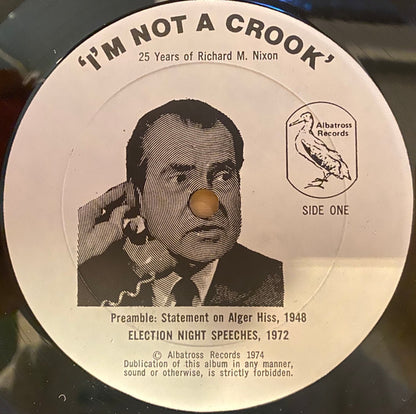 'I'M NOT A CROOK'
25 Years of Richard M. Nixon
Albatross
Records
SIDE ONE
Preamble: Statement on Alger Hiss, 1948
ELECTION NIGHT SPEECHES, 1972
© Albatross Records 1974
Dublication of this album in any manner,
sound or otherwise, is strictly forbidden.